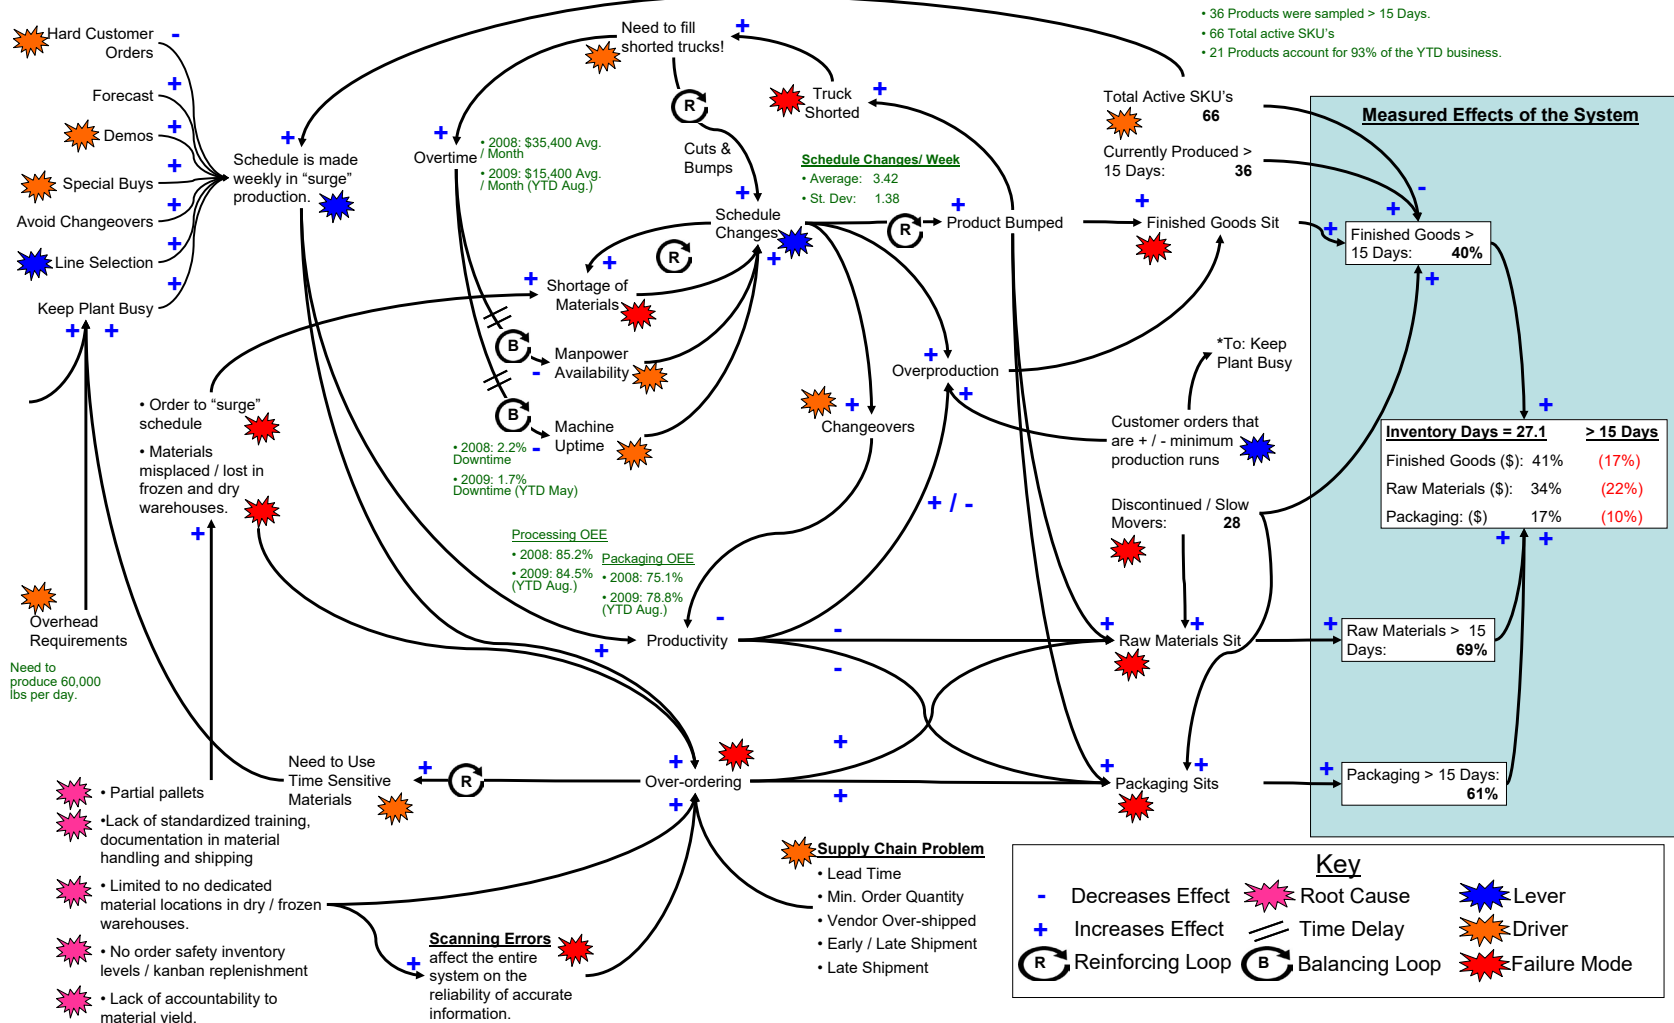 • 36 Products were sampled > 15 Days.
• 66 Total active SKU's
• 21 Products account for 93% of the YTD business.
Hard Customer
Orders
-
+
Forecast
+
Demos
+
Special Buys
+
Avoid Changeovers
+
Line Selection
+
Keep Plant Busy
+ +
+
Schedule is made
weekly in “surge”
production.
Need to fill
shorted trucks!
+
R
Cuts &
Bumps
+
Truck
Shorted
+
+
Overtime
• 2008: $35,400 Avg.
/ Month
• 2009: $15,400 Avg.
/ Month (YTD Aug.)
Schedule Changes/ Week
• Average: 3.42
• St. Dev: 1.38
Schedule
Changes
+
R
R
+
Product Bumped
+
Finished Goods Sit
+
+
Shortage of
Materials
B
-
Manpower
Availability
B
-
Machine
Uptime
• 2008: 2.2%
Downtime
• 2009: 1.7%
Downtime (YTD May)
+
Changeovers
+
Overproduction
+
+ / -
Total Active SKU’s
66
Currently Produced >
15 Days: 36
*To: Keep
Plant Busy
Customer orders that
are + / - minimum
production runs
Discontinued / Slow
Movers: 28
Measured Effects of the System
-
+
+
Finished Goods >
15 Days: 40%
+
+
Inventory Days = 27.1 > 15 Days
Finished Goods ($): 41% (17%)
Raw Materials ($): 34% (22%)
Packaging: ($) 17% (10%)
+ +
+
Raw Materials > 15
Days: 69%
+
Packaging > 15 Days:
61%
• Order to “surge”
schedule
• Materials
misplaced / lost in
frozen and dry
warehouses.
+
Overhead
Requirements
Need to
produce 60,000
lbs per day.
Processing OEE
• 2008: 85.2%
• 2009: 84.5%
(YTD Aug.)
Packaging OEE
• 2008: 75.1%
• 2009: 78.8%
(YTD Aug.)
-
+
Productivity
-
-
+ +
Raw Materials Sit
Need to Use
Time Sensitive
Materials
+
R
+
Over-ordering
+
+
+
+ +
Packaging Sits
• Partial pallets
•Lack of standardized training,
documentation in material
handling and shipping
• Limited to no dedicated
material locations in dry / frozen
warehouses.
• No order safety inventory
levels / kanban replenishment
• Lack of accountability to
material yield.
+
Scanning Errors
affect the entire
system on the
reliability of accurate
information.
Supply Chain Problem
• Lead Time
• Min. Order Quantity
• Vendor Over-shipped
• Early / Late Shipment
• Late Shipment
Key
- Decreases Effect
Root Cause
Lever
+ Increases Effect
Time Delay
Driver
R Reinforcing Loop
B Balancing Loop
Failure Mode